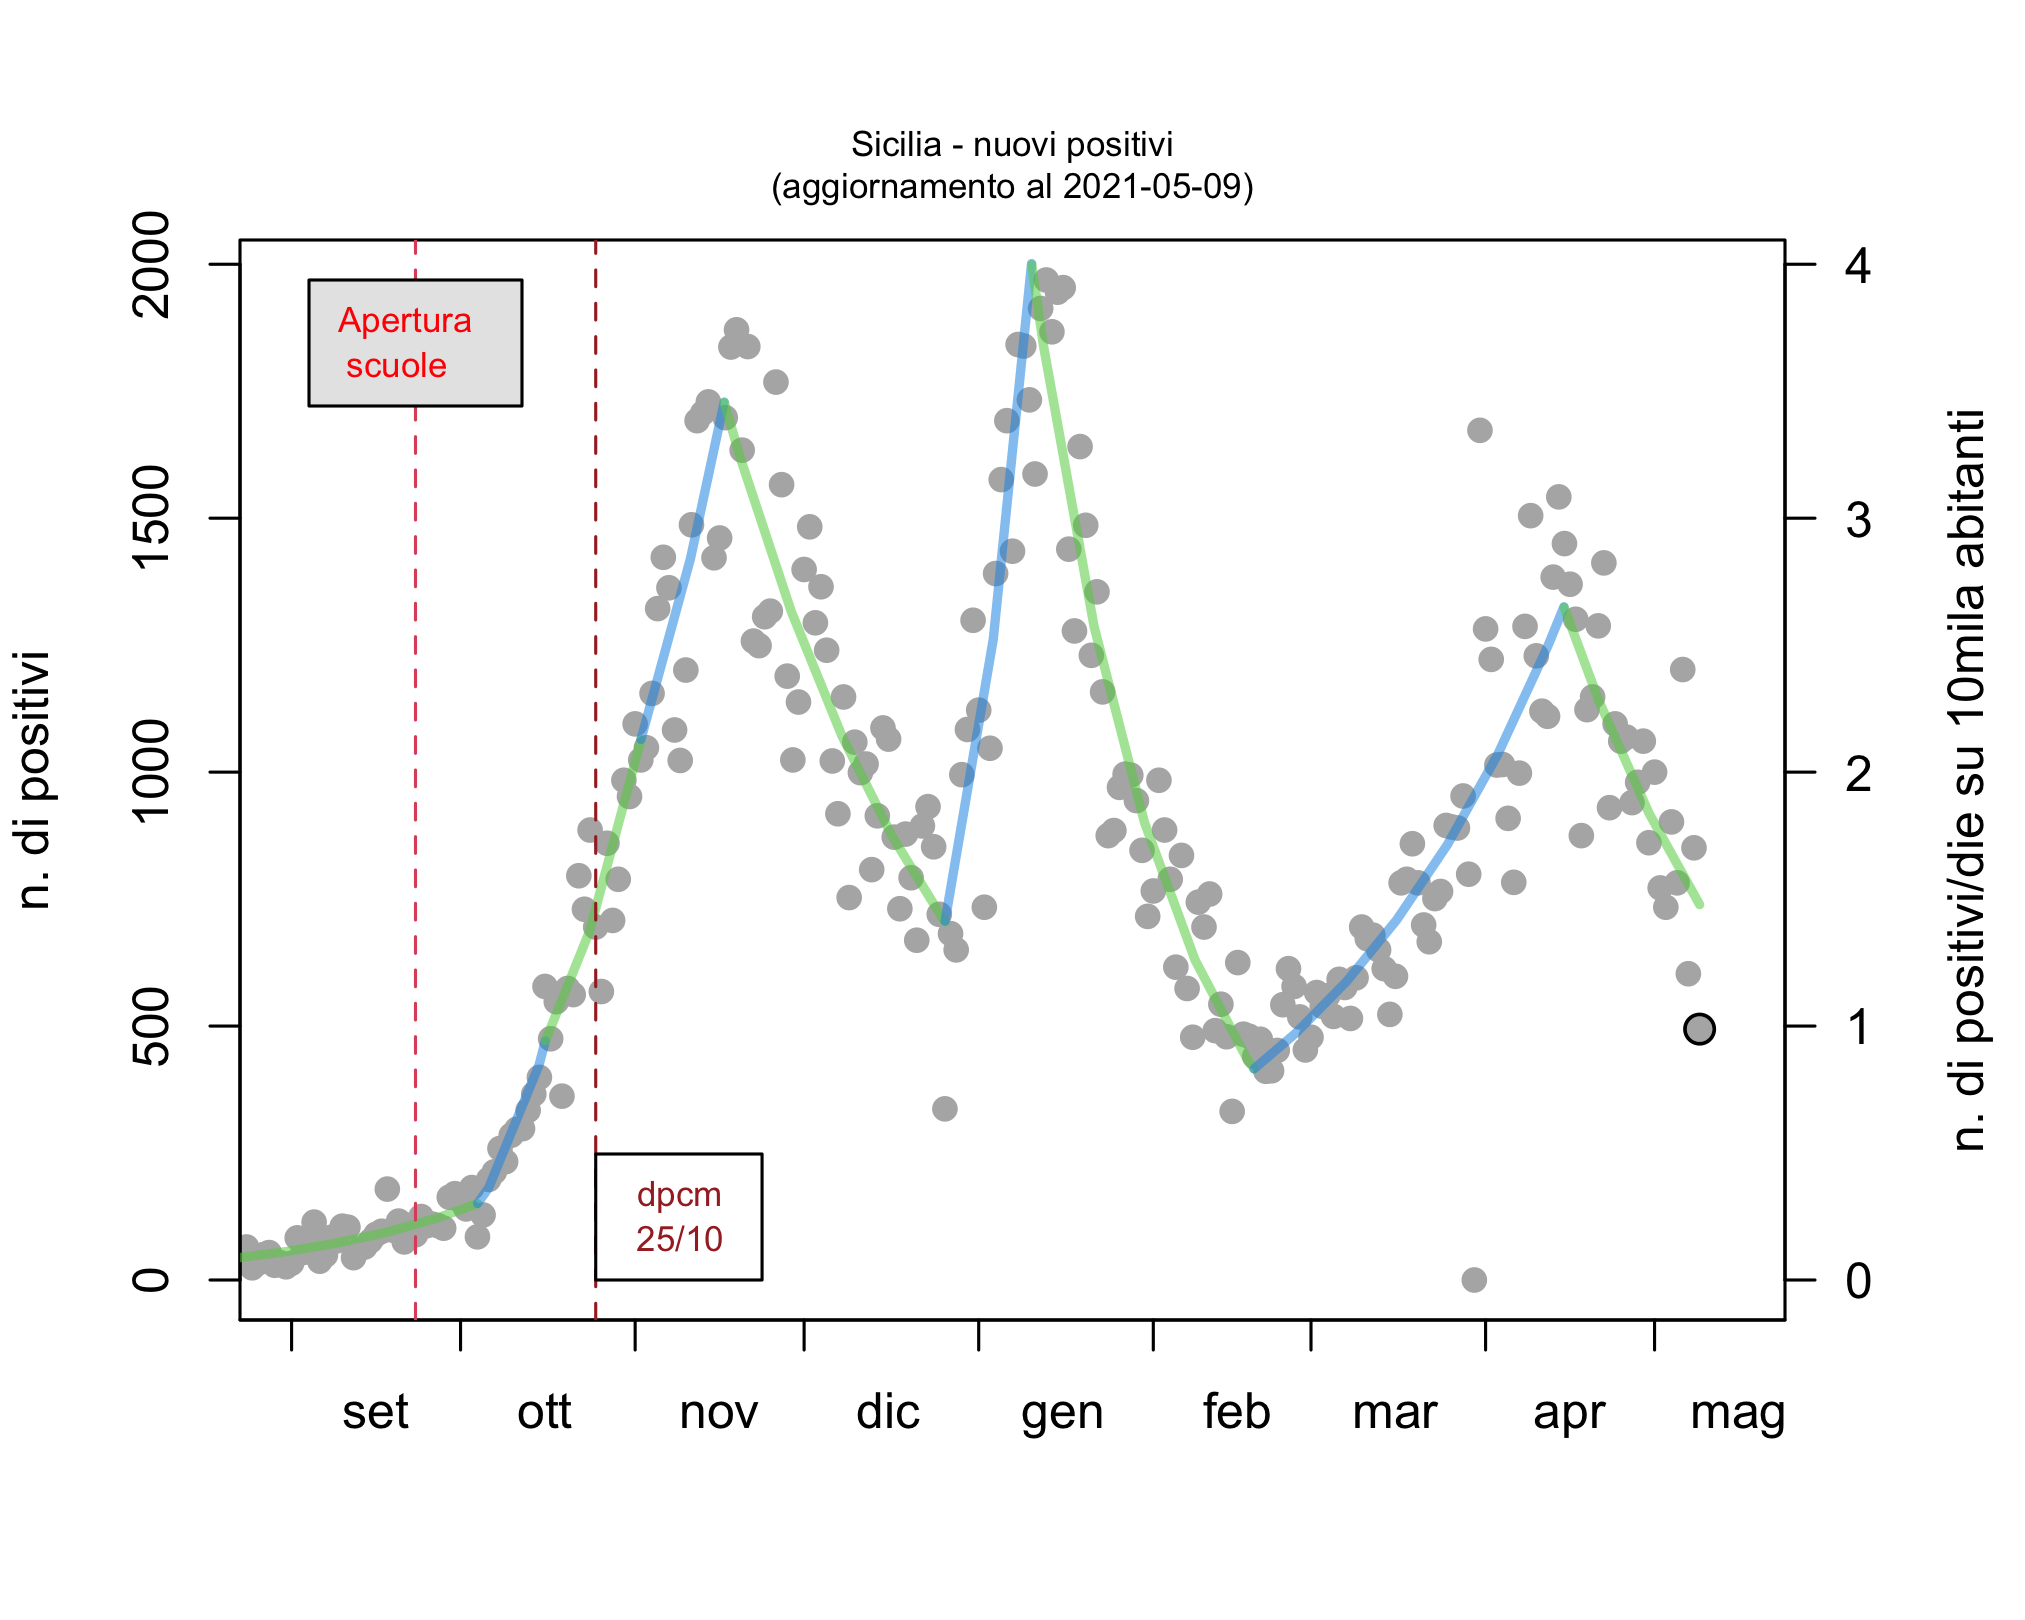 Sicilia - nuovi positivi
(aggiornamento al 2021-05-09)
n. di positivi
2000
1500
1000
500
0
Apertura
scuole
dpcm
25/10
4
3
2
1
0
n. di positivi/die su 10mila abitanti
set ott nov dic gen feb mar apr mag